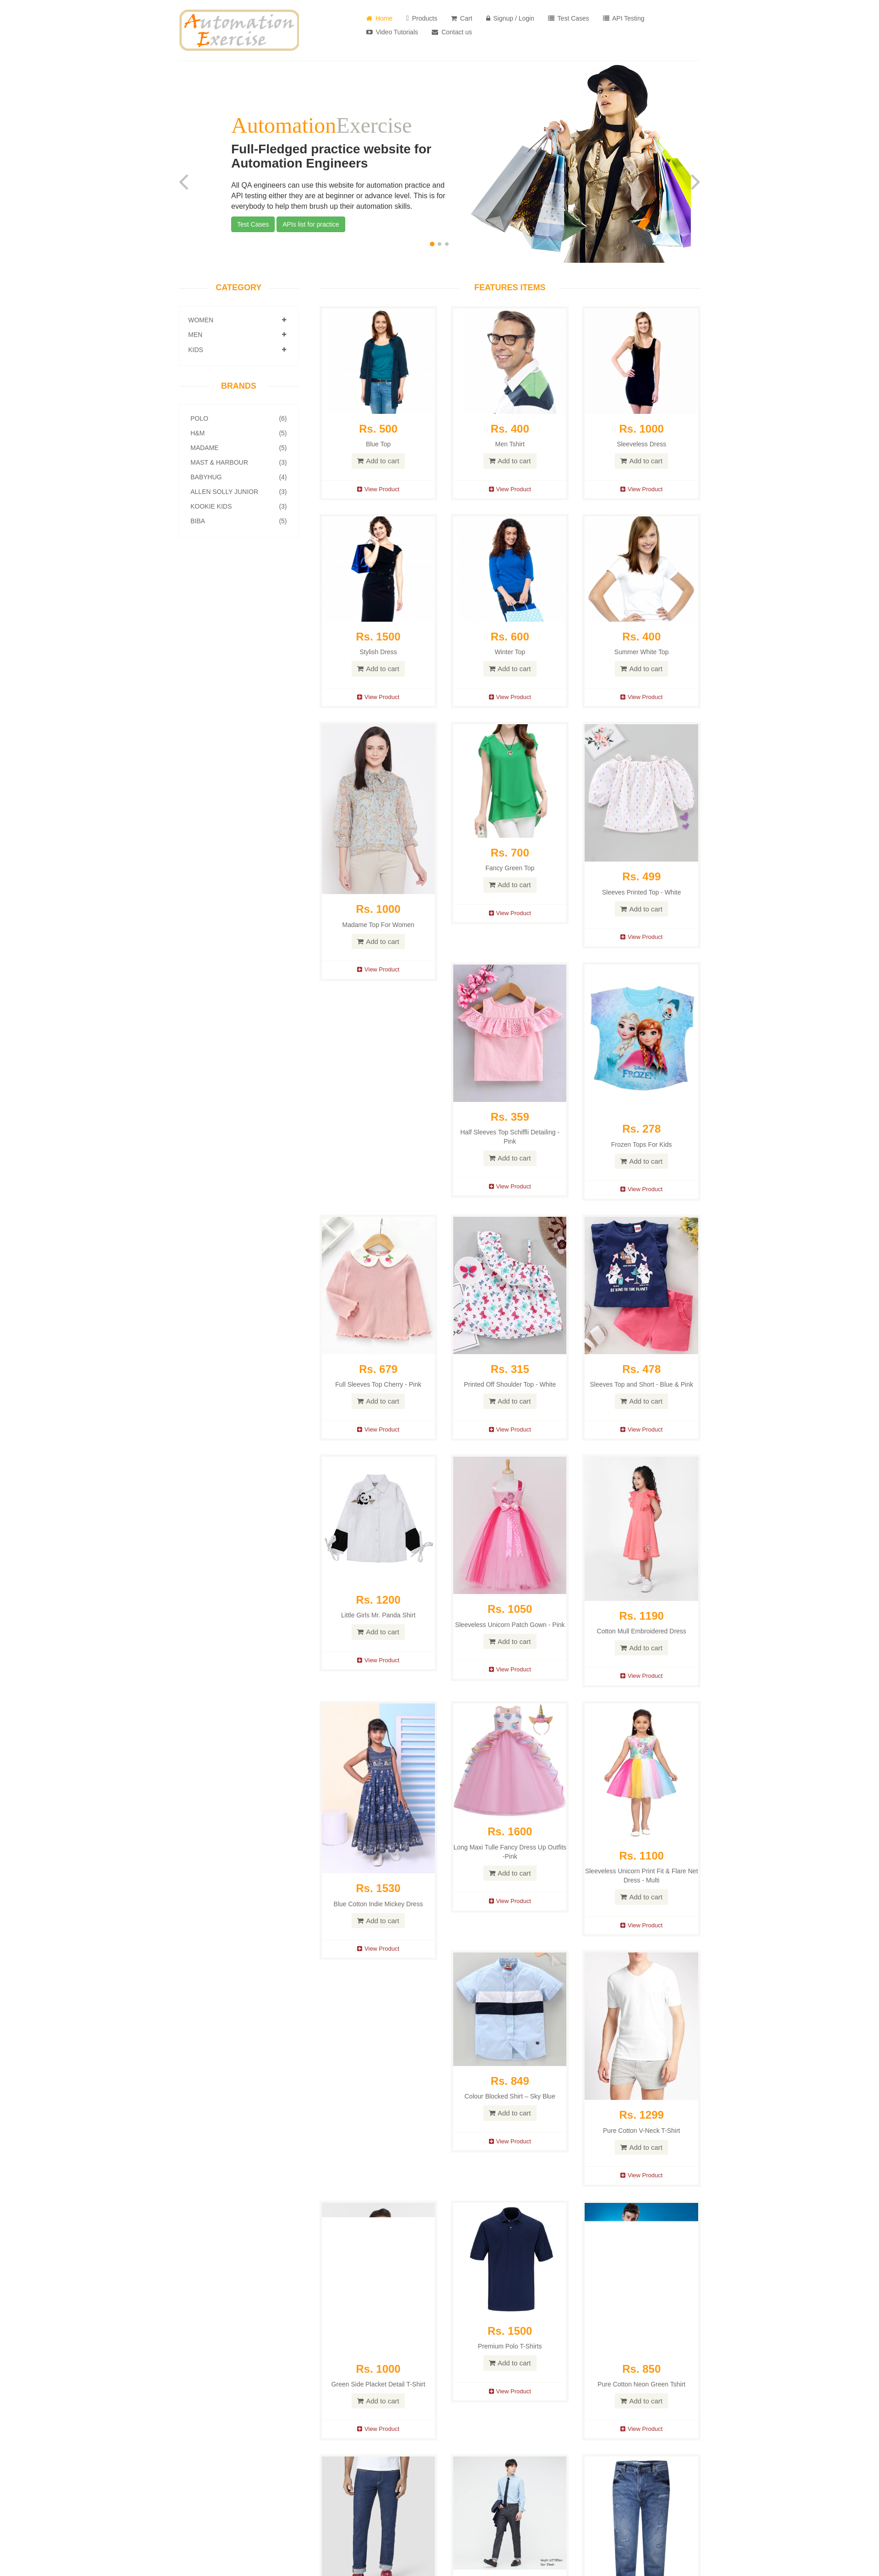 Automation
Exercise
Home
Products
Cart
Signup / Login
Test Cases
API Testing
Video Tutorials
Contact us
AutomationExercise
Full-Fledged practice website for
Automation Engineers
All QA engineers can use this website for automation practice and
API testing either they are at beginner or advance level. This is for
everybody to help them brush up their automation skills.
Test Cases
APIs list for practice
CATEGORY
WOMEN
MEN
KIDS
BRANDS
POLO (6)
H&M (5)
MADAME (5)
MAST & HARBOUR (3)
BABYHUG (4)
ALLEN SOLLY JUNIOR (3)
KOOKIE KIDS (3)
BIBA (5)
FEATURES ITEMS
Rs. 500
Blue Top
Add to cart
View Product
Rs. 400
Men Tshirt
Add to cart
View Product
Rs. 1000
Sleeveless Dress
Add to cart
View Product
Rs. 1500
Stylish Dress
Add to cart
View Product
Rs. 600
Winter Top
Add to cart
View Product
Rs. 400
Summer White Top
Add to cart
View Product
Rs. 1000
Madame Top For Women
Add to cart
View Product
Rs. 700
Fancy Green Top
Add to cart
View Product
Rs. 499
Sleeves Printed Top - White
Add to cart
View Product
Rs. 359
Half Sleeves Top Schiffli Detailing -
Pink
Add to cart
View Product
FROZEN
Rs. 278
Frozen Tops For Kids
Add to cart
View Product
Rs. 679
Full Sleeves Top Cherry - Pink
Add to cart
View Product
Rs. 315
Printed Off Shoulder Top - White
Add to cart
View Product
BE KIND TO THE PLANET
Rs. 478
Sleeves Top and Short - Blue & Pink
Add to cart
View Product
Rs. 1200
Little Girls Mr. Panda Shirt
Add to cart
View Product
Rs. 1050
Sleeveless Unicorn Patch Gown - Pink
Add to cart
View Product
Rs. 1190
Cotton Mull Embroidered Dress
Add to cart
View Product
Rs. 1530
Blue Cotton Indie Mickey Dress
Add to cart
View Product
Rs. 1600
Long Maxi Tulle Fancy Dress Up Outfits
-Pink
Add to cart
View Product
Rs. 1100
Sleeveless Unicorn Print Fit & Flare Net
Dress - Multi
Add to cart
View Product
Rs. 849
Colour Blocked Shirt – Sky Blue
Add to cart
View Product
Rs. 1299
Pure Cotton V-Neck T-Shirt
Add to cart
View Product
Rs. 1000
Green Side Placket Detail T-Shirt
Add to cart
View Product
Rs. 1500
Premium Polo T-Shirts
Add to cart
View Product
Rs. 850
Pure Cotton Neon Green Tshirt
Add to cart
View Product